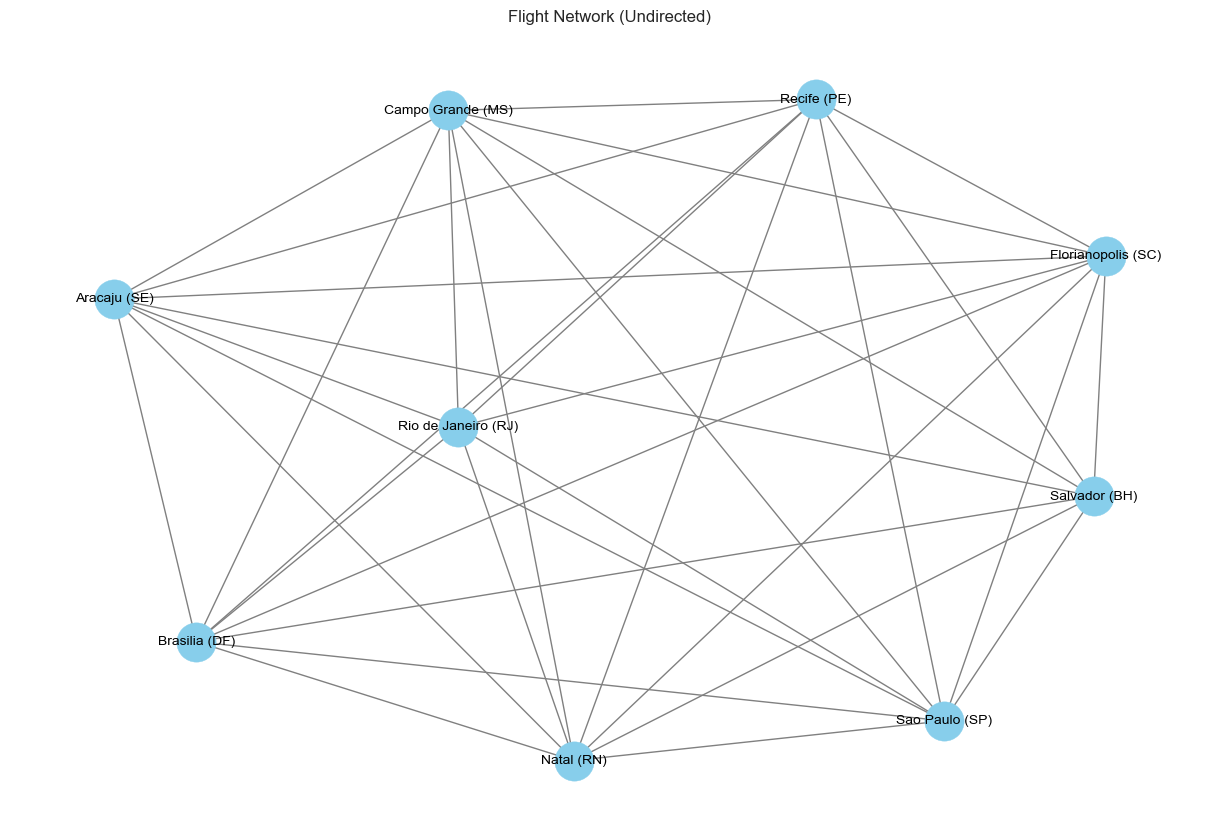 Flight Network (Undirected)
Recife (PE)
Campo Grande (MS)
Florianopolis (SC)
Aracaju (SE)
Rio de Janeiro (RJ)
Salvador (BH)
Brasilia (DF)
Sao Paulo (SP)
Natal (RN)